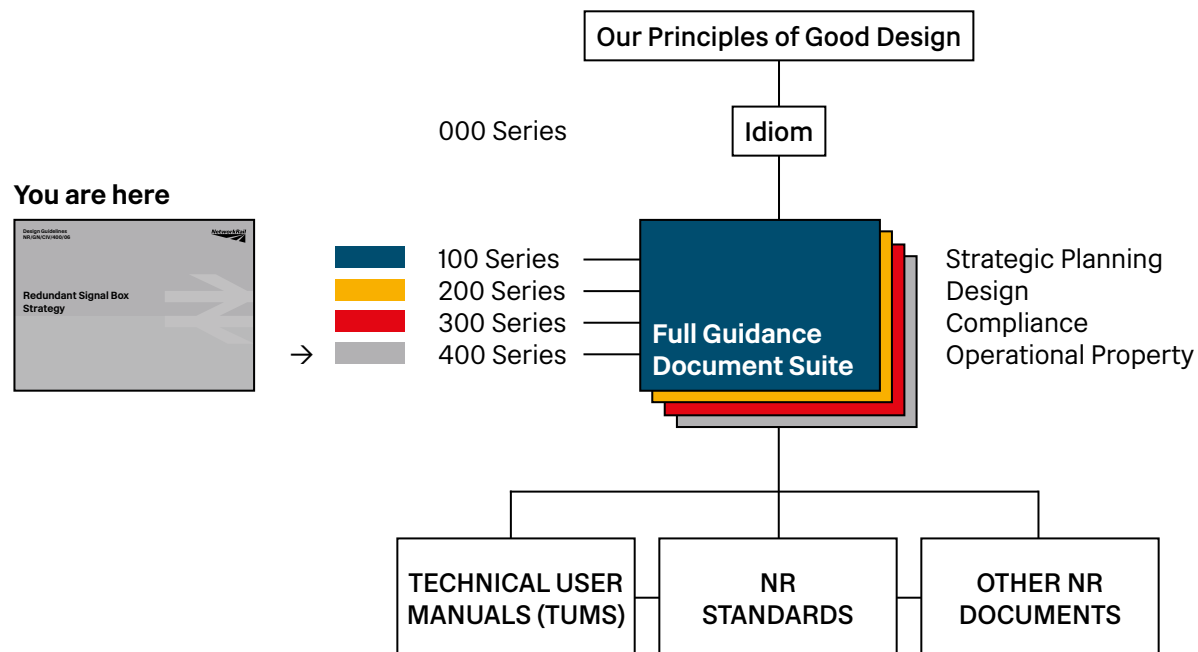 Our Principles of Good Design
000 Series
Idiom
You are here
Design Guidelines
NR/GN/CIV/400/06
NetworkRail
Redundant Signal Box
Strategy
100 Series
200 Series
300 Series
→ 400 Series
Full Guidance
Document Suite
Strategic Planning
Design
Compliance
Operational Property
TECHNICAL USER
MANUALS (TUMS)
NR
STANDARDS
OTHER NR
DOCUMENTS